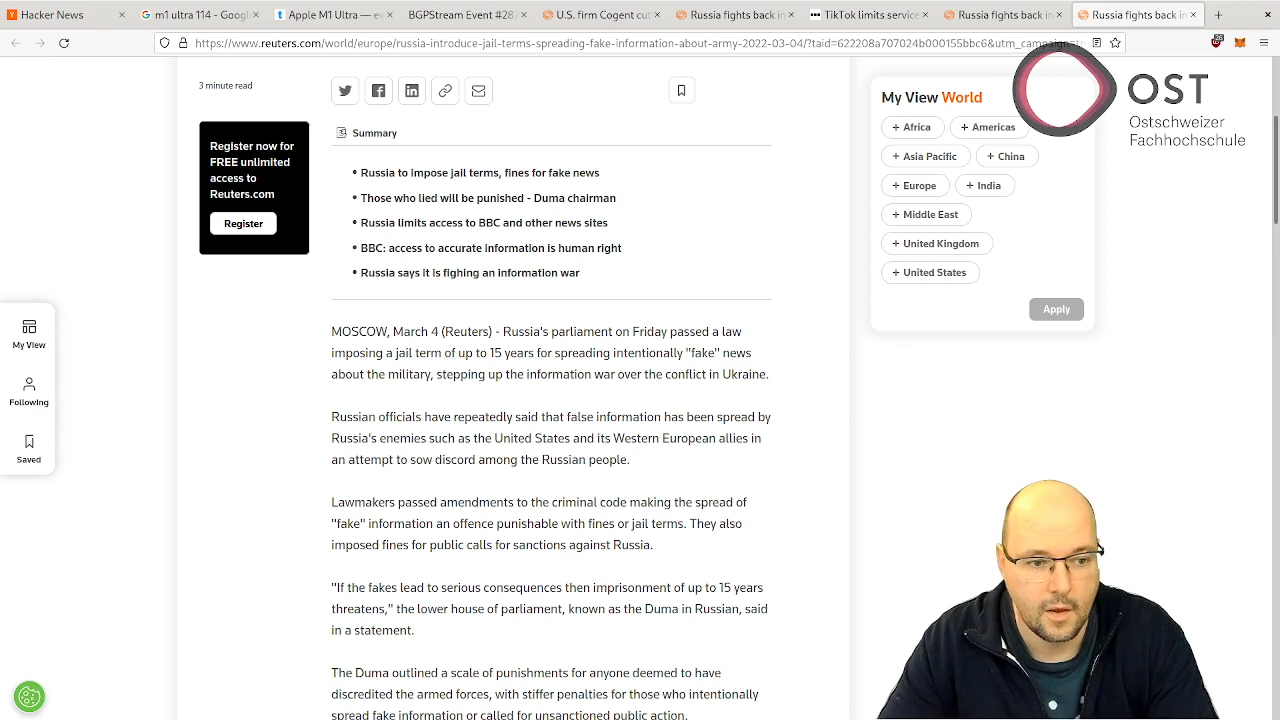 Hacker News
m1 ultra 114 - Googl
Apple M1 Ultra —
BGPStream Event #287
U.S. firm Cogent cut
Russia fights back in
TikTok limits service
Russia fights back in
Russia fights back in
https://www.reuters.com/world/europe/russia-introduce-jail-terms-spreading-fake-information-about-army-2022-03-04/?taid=622208a707024b000155bbc6&utm_campaign=
3 minute read
Register now for
FREE unlimited
access to
Reuters.com
Register
My View
Following
Saved
Summary
• Russia to impose jail terms, fines for fake news
• Those who lied will be punished - Duma chairman
• Russia limits access to BBC and other news sites
• BBC: access to accurate information is human right
• Russia says it is fighing an information war
MOSCOW, March 4 (Reuters) - Russia's parliament on Friday passed a law
imposing a jail term of up to 15 years for spreading intentionally "fake" news
about the military, stepping up the information war over the conflict in Ukraine.
Russian officials have repeatedly said that false information has been spread by
Russia's enemies such as the United States and its Western European allies in
an attempt to sow discord among the Russian people.
Lawmakers passed amendments to the criminal code making the spread of
"fake" information an offence punishable with fines or jail terms. They also
imposed fines for public calls for sanctions against Russia.
"If the fakes lead to serious consequences then imprisonment of up to 15 years
threatens," the lower house of parliament, known as the Duma in Russian, said
in a statement.
The Duma outlined a scale of punishments for anyone deemed to have
discredited the armed forces, with stiffer penalties for those who intentionally
spread fake information or called for unsanctioned public action.
My View World
+ Africa
+ Americas
+ Asia Pacific
+ China
+ Europe
+ India
+ Middle East
+ United Kingdom
+ United States
Apply
OST
Ostschweizer
Fachhochschule